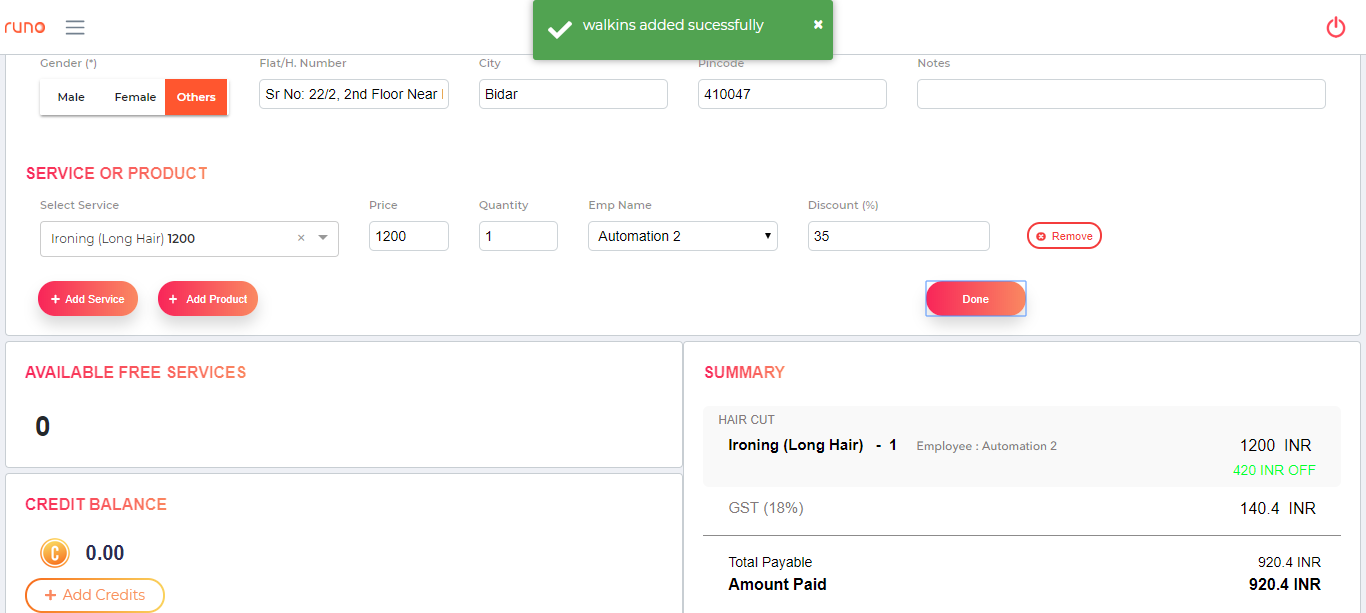 runo
walkins added sucessfully ×
Gender (*) Flat/H. Number City Pincode Notes
Male Female Others Sr No: 22/2, 2nd Floor Near Bidar 410047
SERVICE OR PRODUCT
Select Service Price Quantity Emp Name Discount (%)
Ironing (Long Hair) 1200 × 1200 1 Automation 2 35 Remove
+ Add Service + Add Product Done
AVAILABLE FREE SERVICES
0
CREDIT BALANCE
C 0.00
+ Add Credits
SUMMARY
HAIR CUT
Ironing (Long Hair) - 1 Employee : Automation 2 1200 INR
420 INR OFF
GST (18%) 140.4 INR
Total Payable 920.4 INR
Amount Paid 920.4 INR